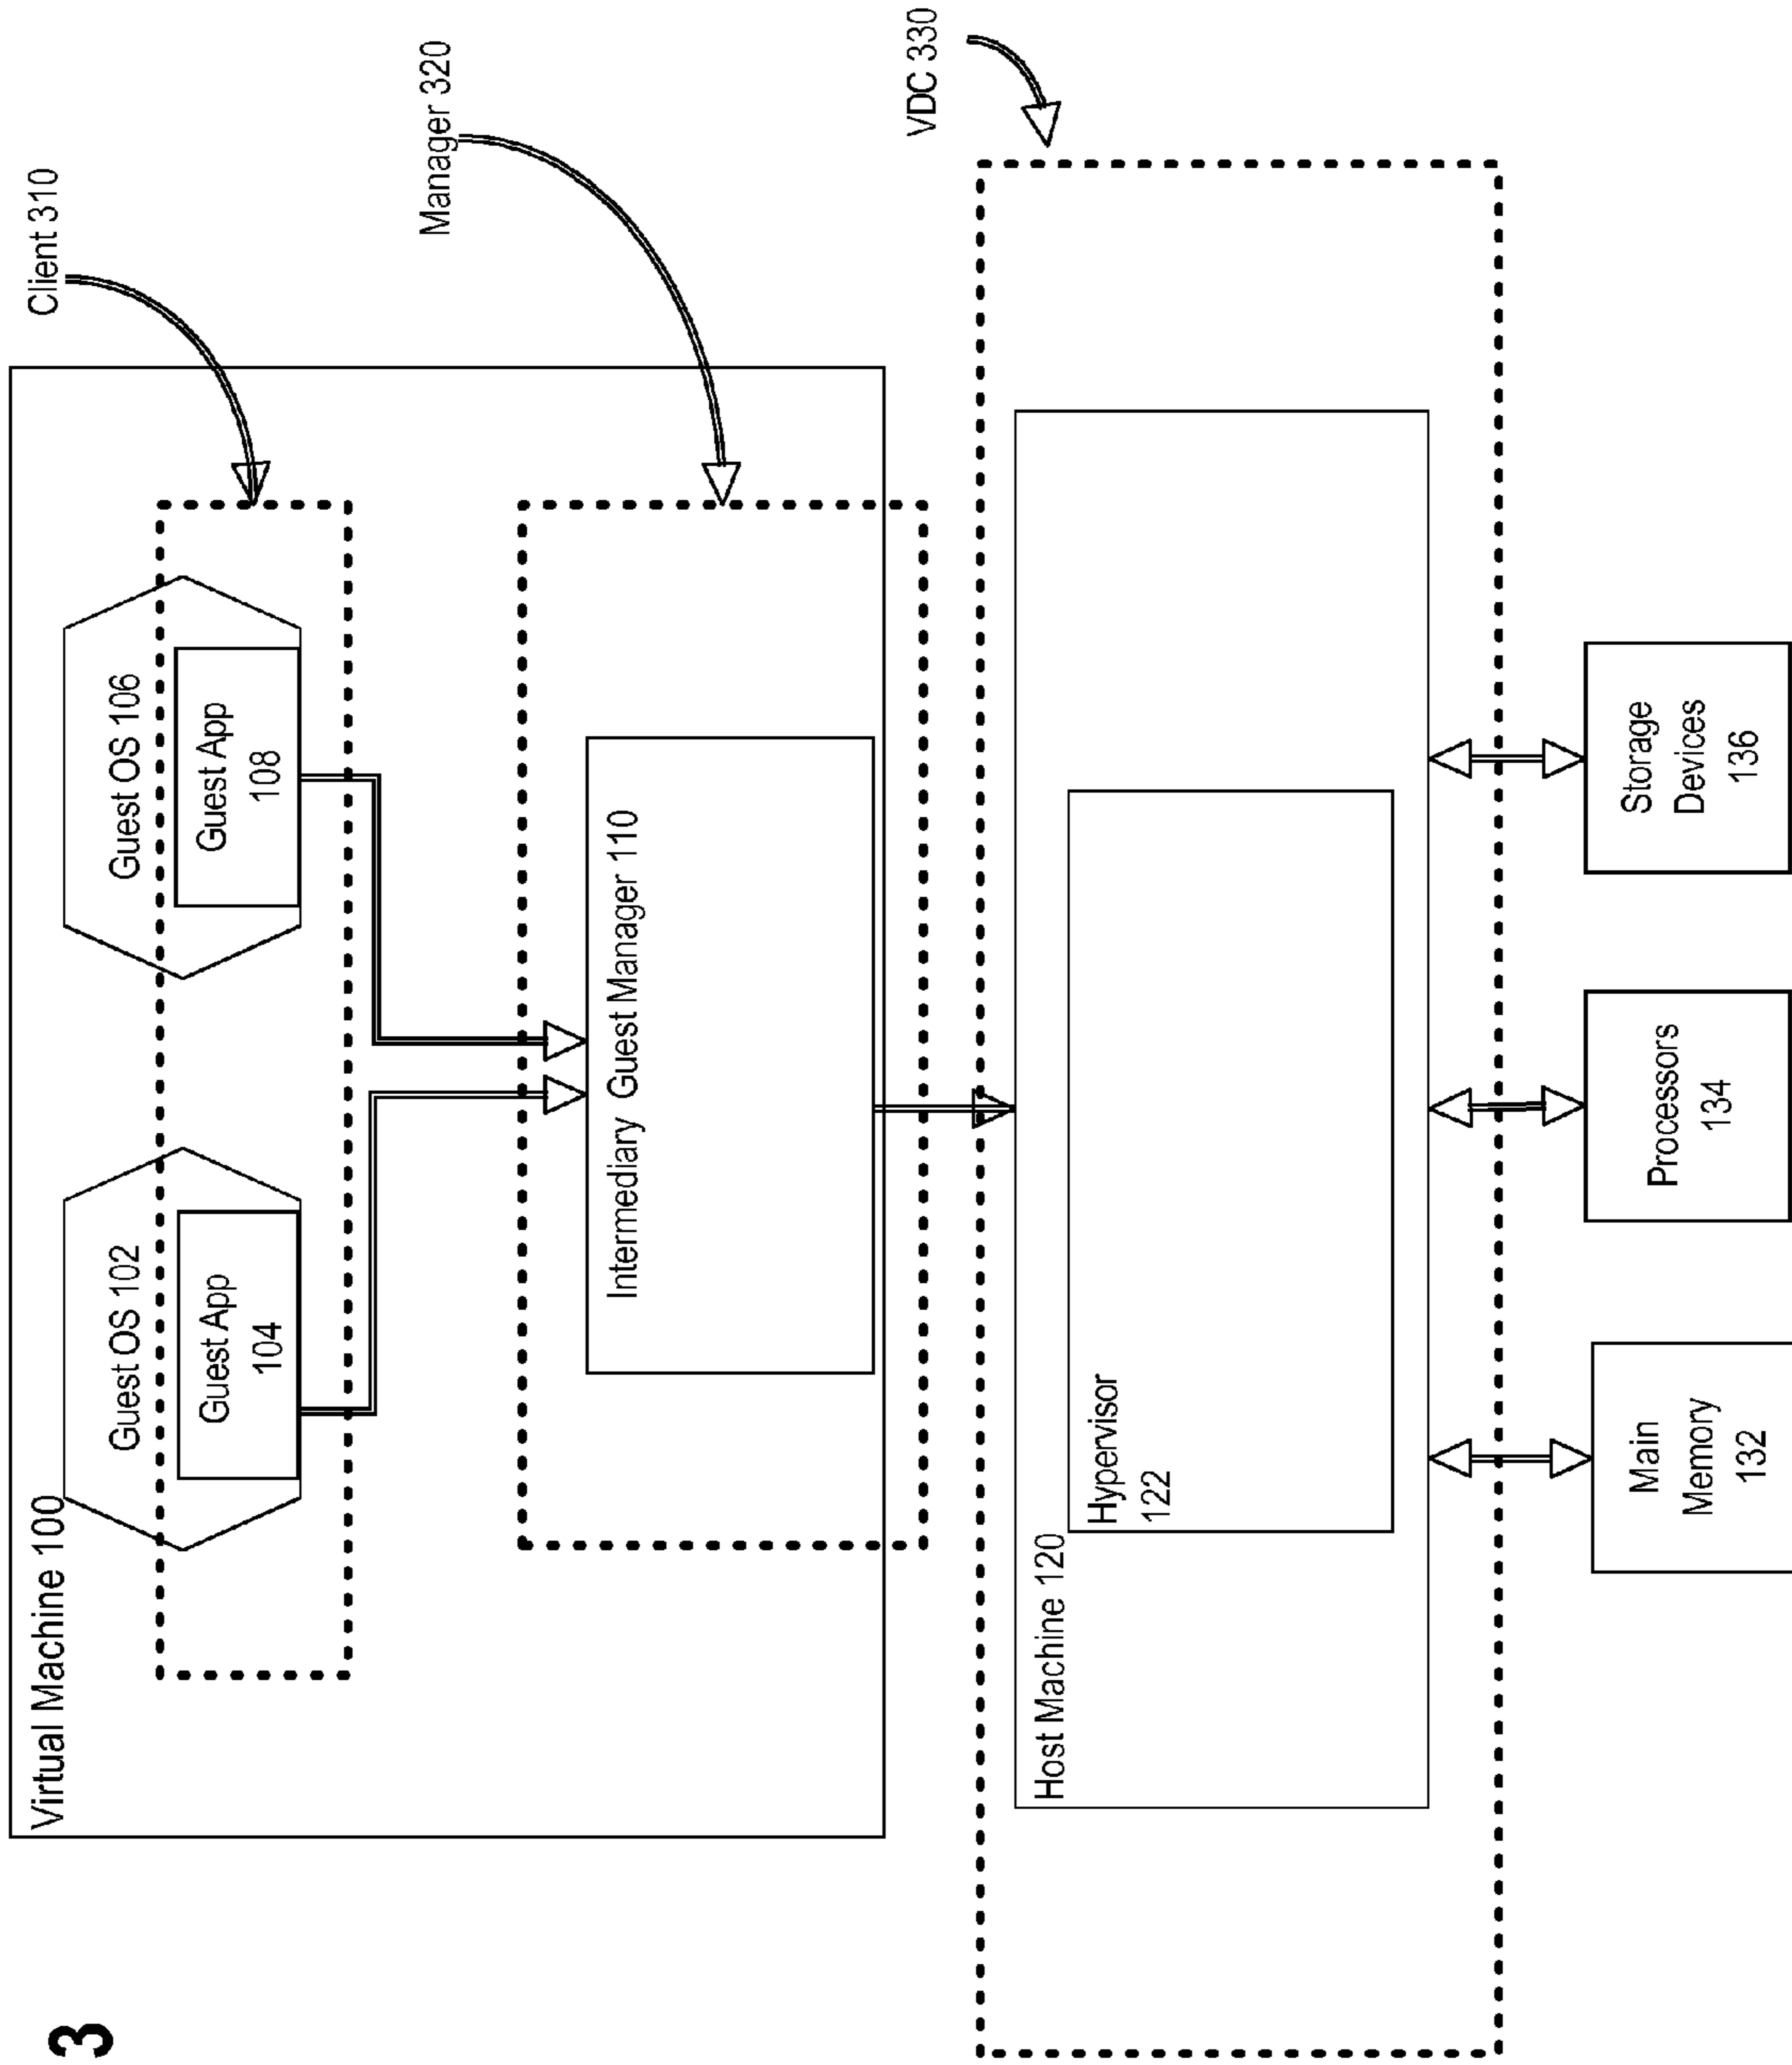 3
Virtual Machine 100
Client 310
Guest OS 102
Guest App
104
Guest OS 106
Guest App
108
Manager 320
Intermediary Guest Manager 110
VDC 330
Host Machine 120
Hypervisor
122
Main
Memory
132
Processors
134
Storage
Devices
136